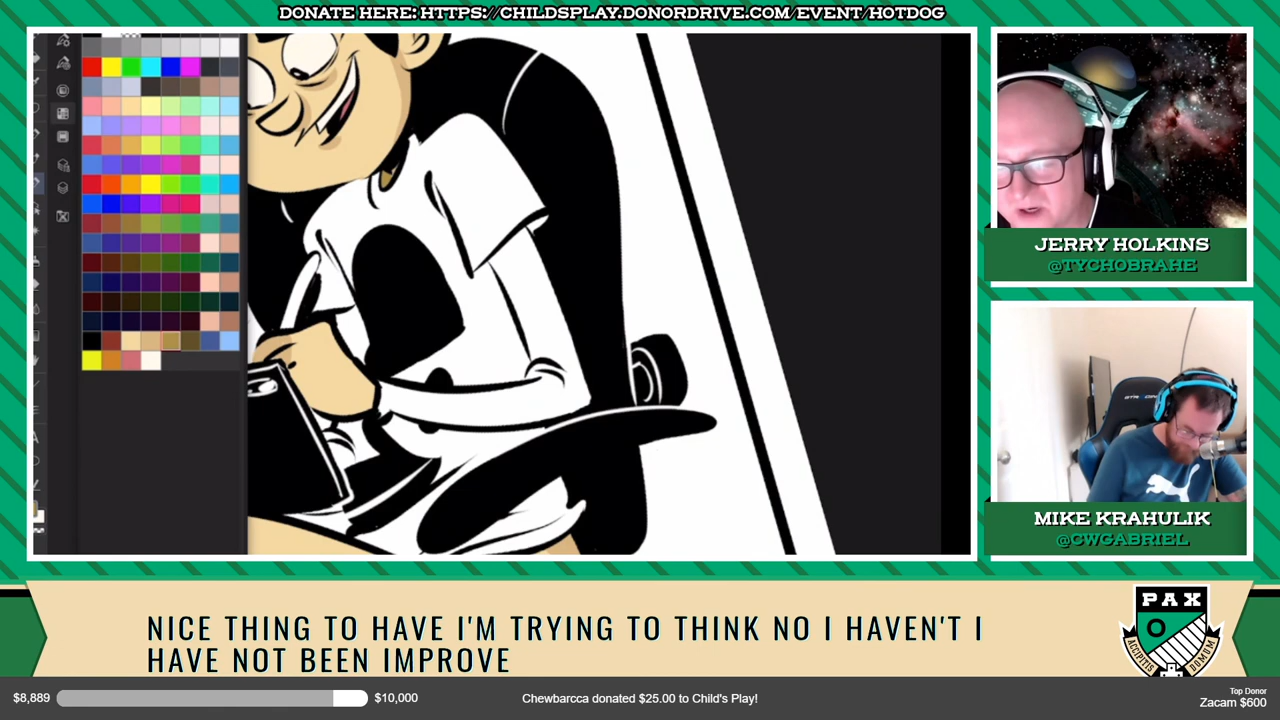 DONATE HERE: HTTPS://CHILDSPLAY.DONORDRIVE.COM/EVENT/HOTDOG
JERRY HOLKINS
@TYCHOBRAHE
MIKE KRAHULIK
@CWGABRIEL
NICE THING TO HAVE I'M TRYING TO THINK NO I HAVEN'T I
HAVE NOT BEEN IMPROVE
PAX
ACCIPITIS DOMUM
$8,889
$10,000
Chewbarcca donated $25.00 to Child's Play!
Top Donor
Zacam $600